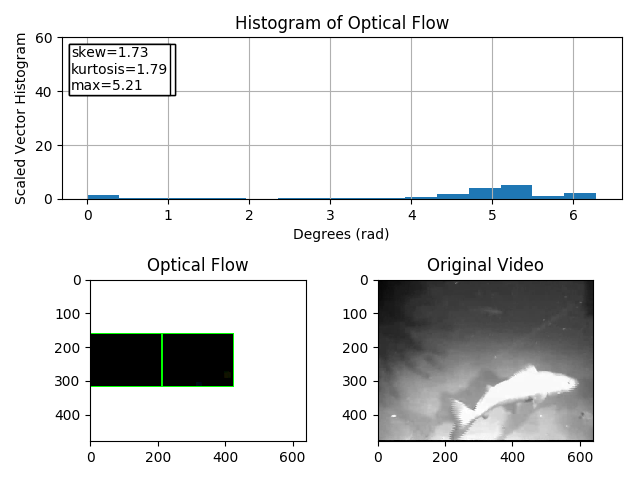 Histogram of Optical Flow
Scaled Vector Histogram
60
40
20
0
skew=1.73
kurtosis=1.79
max=5.21
0 1 2 3 4 5 6
Degrees (rad)
Optical Flow
0
100
200
300
400
0 200 400 600
Original Video
0
100
200
300
400
0 200 400 600